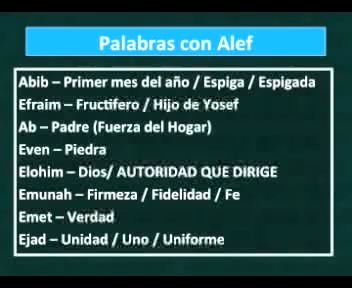 Palabras con Alef
Abib – Primer mes del año / Espiga / Espigada
Efraim – Fructifero / Hijo de Yosef
Ab – Padre (Fuerza del Hogar)
Even – Piedra
Elohim – Dios/ AUTORIDAD QUE DIRIGE
Emunah – Firmeza / Fidelidad / Fe
Emet – Verdad
Ejad – Unidad / Uno / Uniforme